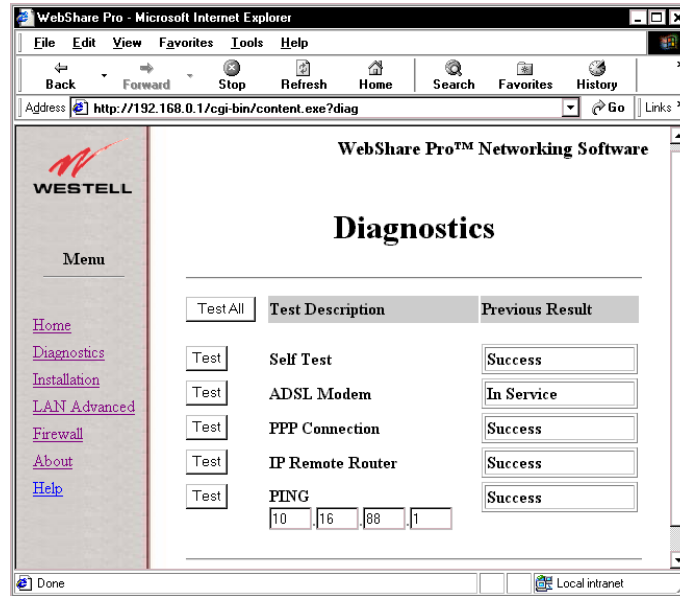 WebShare Pro - Microsoft Internet Explorer
File Edit View Favorites Tools Help
Back Forward Stop Refresh Home Search Favorites History
Address http://192.168.0.1/cgi-bin/content.exe?diag Go Links
WESTELL
WebShare Pro™ Networking Software
Diagnostics
Menu
Home
Diagnostics
Installation
LAN Advanced
Firewall
About
Help
Test All Test Description Previous Result
Test Self Test Success
Test ADSL Modem In Service
Test PPP Connection Success
Test IP Remote Router Success
Test PING Success
10 .16 .88 .1
Done Local intranet